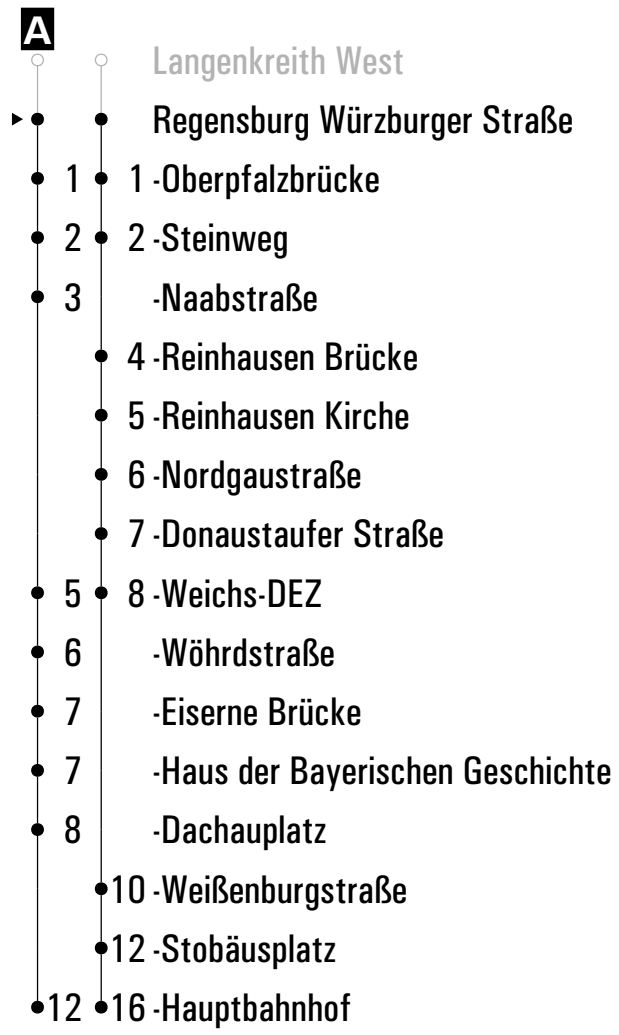 A
Langenkreith West
Regensburg Würzburger Straße
1 1 -Oberpfalzbrücke
2 2 -Steinweg
3 -Naabstraße
4 -Reinhausen Brücke
5 -Reinhausen Kirche
6 -Nordgaustraße
7 -Donaustaufer Straße
5 8 -Weichs-DEZ
6 -Wöhrdstraße
7 -Eiserne Brücke
7 -Haus der Bayerischen Geschichte
8 -Dachauplatz
10 -Weißenburgstraße
12 -Stobäusplatz
12 16 -Hauptbahnhof